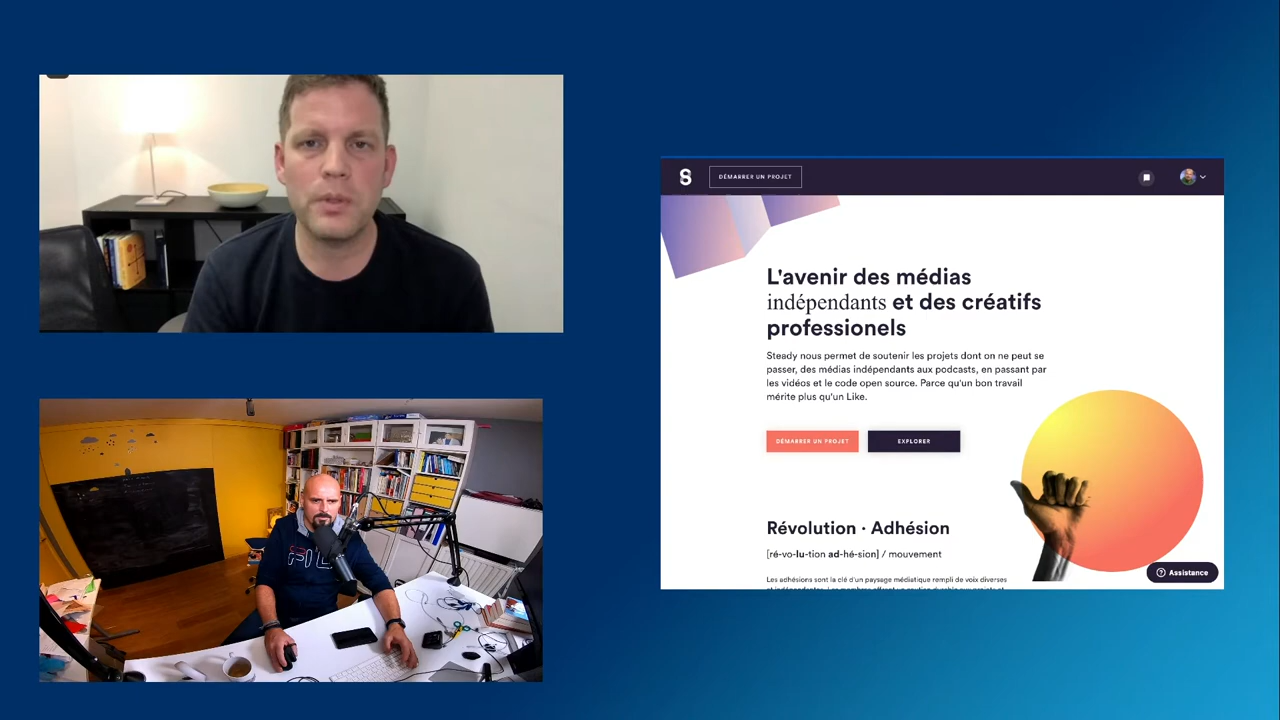 DÉMARRER UN PROJET
L'avenir des médias
indépendants et des créatifs
professionels
Steady nous permet de soutenir les projets dont on ne peut se
passer, des médias indépendants aux podcasts, en passant par
les vidéos et le code open source. Parce qu'un bon travail
mérite plus qu'un Like.
DÉMARRER UN PROJET
EXPLORER
Révolution · Adhésion
[ré-vo-lu-tion ad-hé-sion] / mouvement
Les adhésions sont la clé d'un paysage médiatique rempli de voix diverses
Assistance